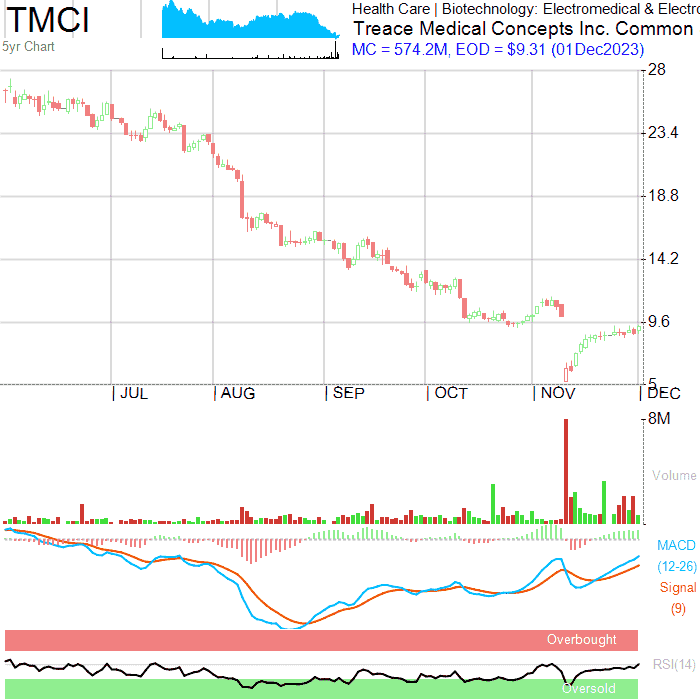 TMCI
5yr Chart
Health Care | Biotechnology: Electromedical & Electro
Treace Medical Concepts Inc. Common
MC = 574.2M, EOD = $9.31 (01Dec2023)
28
23.4
18.8
14.2
9.6
5
JUL AUG SEP OCT NOV DEC
8M
Volume
MACD
(12-26)
Signal
(9)
Overbought
RSI(14)
Oversold